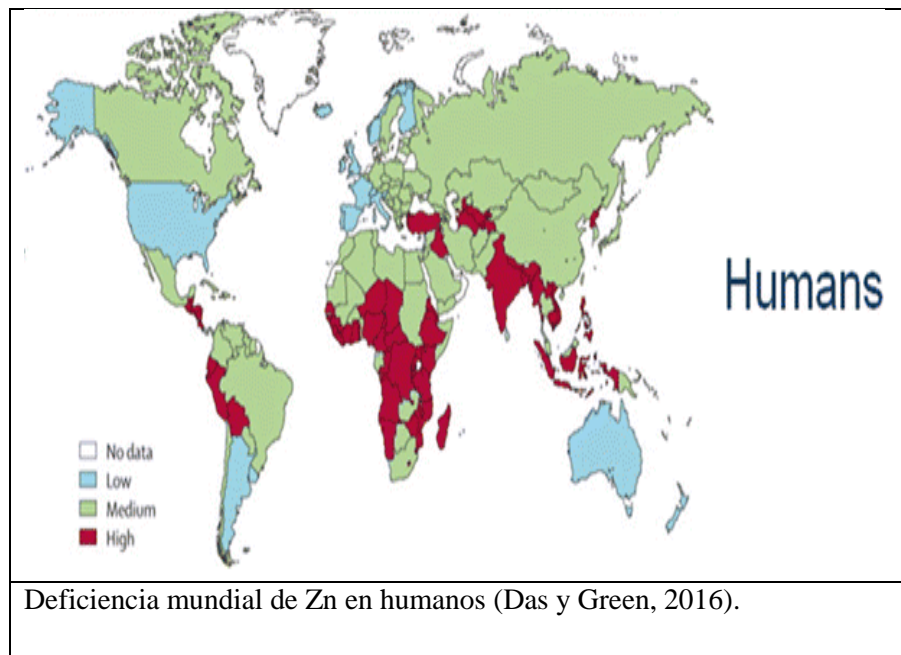 Humans
No data
Low
Medium
High
Deficiencia mundial de Zn en humanos (Das y Green, 2016).